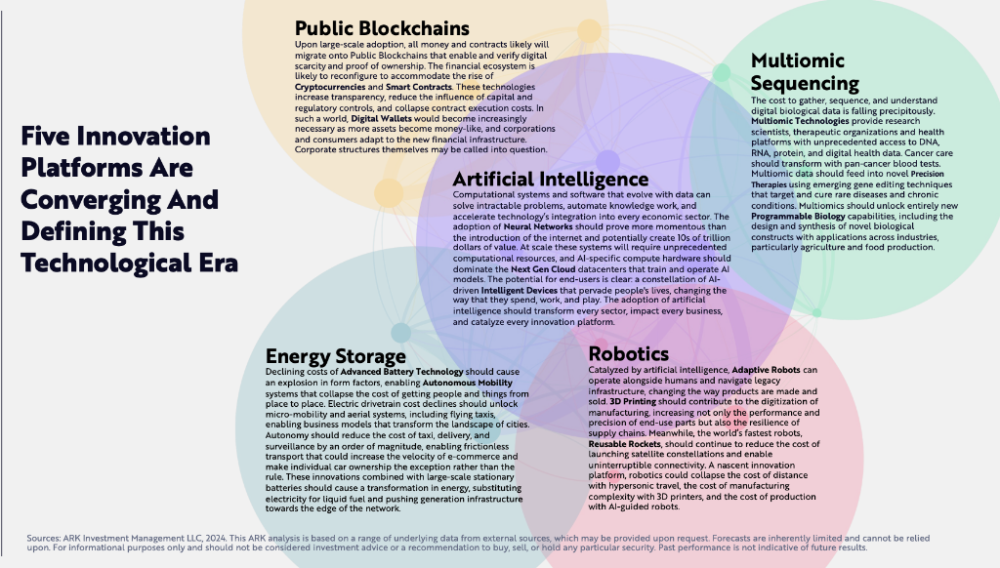 Five Innovation
Platforms Are
Converging And
Defining This
Technological Era
Public Blockchains
Upon large-scale adoption, all money and contracts likely will
migrate onto Public Blockchains that enable and verify digital
scarcity and proof of ownership. The financial ecosystem is
likely to reconfigure to accommodate the rise of
Cryptocurrencies and Smart Contracts. These technologies
increase transparency, reduce the influence of capital and
regulatory controls, and collapse contract execution costs. In
such a world, Digital Wallets would become increasingly
necessary as more assets become money-like, and corporations
and consumers adapt to the new financial infrastructure.
Corporate structures themselves may be called into question.
Multiomic
Sequencing
The cost to gather, sequence, and understand
digital biological data is falling precipitously.
Multiomic Technologies provide research
scientists, therapeutic organizations and health
platforms with unprecedented access to DNA,
RNA, protein, and digital health data. Cancer care
should transform with pan-cancer blood tests.
Multiomic data should feed into novel Precision
Therapies using emerging gene editing techniques
that target and cure rare diseases and chronic
conditions. Multiomics should unlock entirely new
Programmable Biology capabilities, including the
design and synthesis of novel biological
constructs with applications across industries,
particularly agriculture and food production.
Artificial Intelligence
Computational systems and software that evolve with data can
solve intractable problems, automate knowledge work, and
accelerate technology's integration into every economic sector. The
adoption of Neural Networks should prove more momentous than
the introduction of the internet and potentially create 10s of trillion
dollars of value. At scale these systems will require unprecedented
computational resources, and AI-specific compute hardware should
dominate the Next Gen Cloud datacenters that train and operate AI
models. The potential for end-users is clear: a constellation of AI-
driven Intelligent Devices that pervade people's lives, changing the
way that they spend, work, and play. The adoption of artificial
intelligence should transform every sector, impact every business,
and catalyze every innovation platform.
Energy Storage
Declining costs of Advanced Battery Technology should cause
an explosion in form factors, enabling Autonomous Mobility
systems that collapse the cost of getting people and things from
place to place. Electric drivetrain cost declines should unlock
micro-mobility and aerial systems, including flying taxis,
enabling business models that transform the landscape of cities.
Autonomy should reduce the cost of taxi, delivery, and
surveillance by an order of magnitude, enabling frictionless
transport that could increase the velocity of e-commerce and
make individual car ownership the exception rather than the
rule. These innovations combined with large-scale stationary
batteries should cause a transformation in energy, substituting
electricity for liquid fuel and pushing generation infrastructure
towards the edge of the network.
Robotics
Catalyzed by artificial intelligence, Adaptive Robots can
operate alongside humans and navigate legacy
infrastructure, changing the way products are made and
sold. 3D Printing should contribute to the digitization of
manufacturing, increasing not only the performance and
precision of end-use parts but also the resilience of
supply chains. Meanwhile, the world's fastest robots,
Reusable Rockets, should continue to reduce the cost of
launching satellite constellations and enable
uninterruptible connectivity. A nascent innovation
platform, robotics could collapse the cost of distance
with hypersonic travel, the cost of manufacturing
complexity with 3D printers, and the cost of production
with AI-guided robots.
Sources: ARK Investment Management LLC, 2024. This ARK analysis is based on a range of underlying data from external sources, which may be provided upon request. Forecasts are inherently limited and cannot be relied
upon. For informational purposes only and should not be considered investment advice or a recommendation to buy, sell, or hold any particular security. Past performance is not indicative of future results.